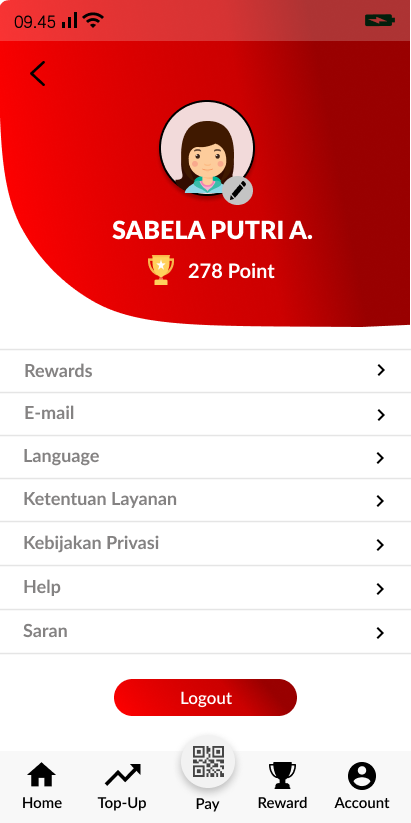 09.45
SABELA PUTRI A.
278 Point
Rewards
E-mail
Language
Ketentuan Layanan
Kebijakan Privasi
Help
Saran
Logout
Home
Top-Up
Pay
Reward
Account